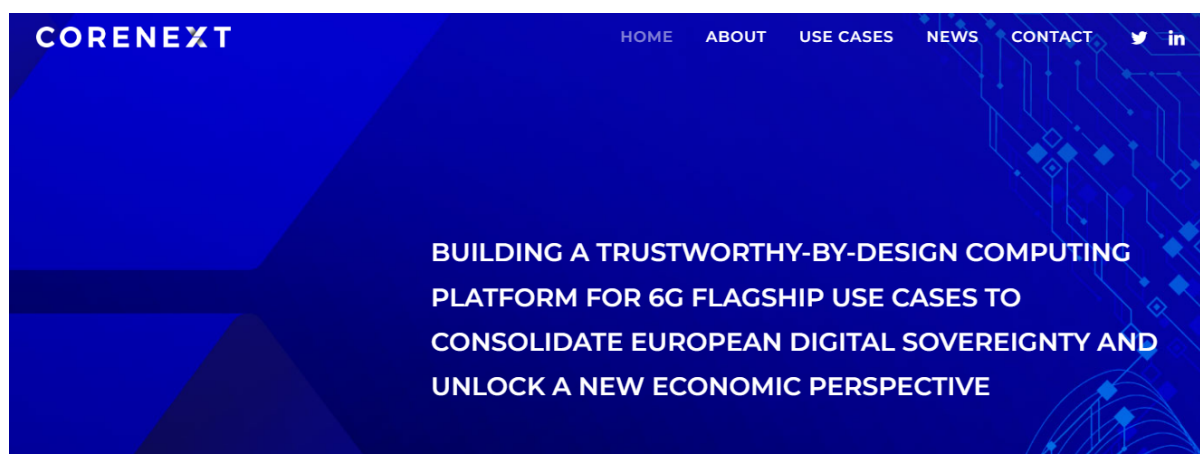 CORENEXT
HOME ABOUT USE CASES NEWS CONTACT in
BUILDING A TRUSTWORTHY-BY-DESIGN COMPUTING
PLATFORM FOR 6G FLAGSHIP USE CASES TO
CONSOLIDATE EUROPEAN DIGITAL SOVEREIGNTY AND
UNLOCK A NEW ECONOMIC PERSPECTIVE